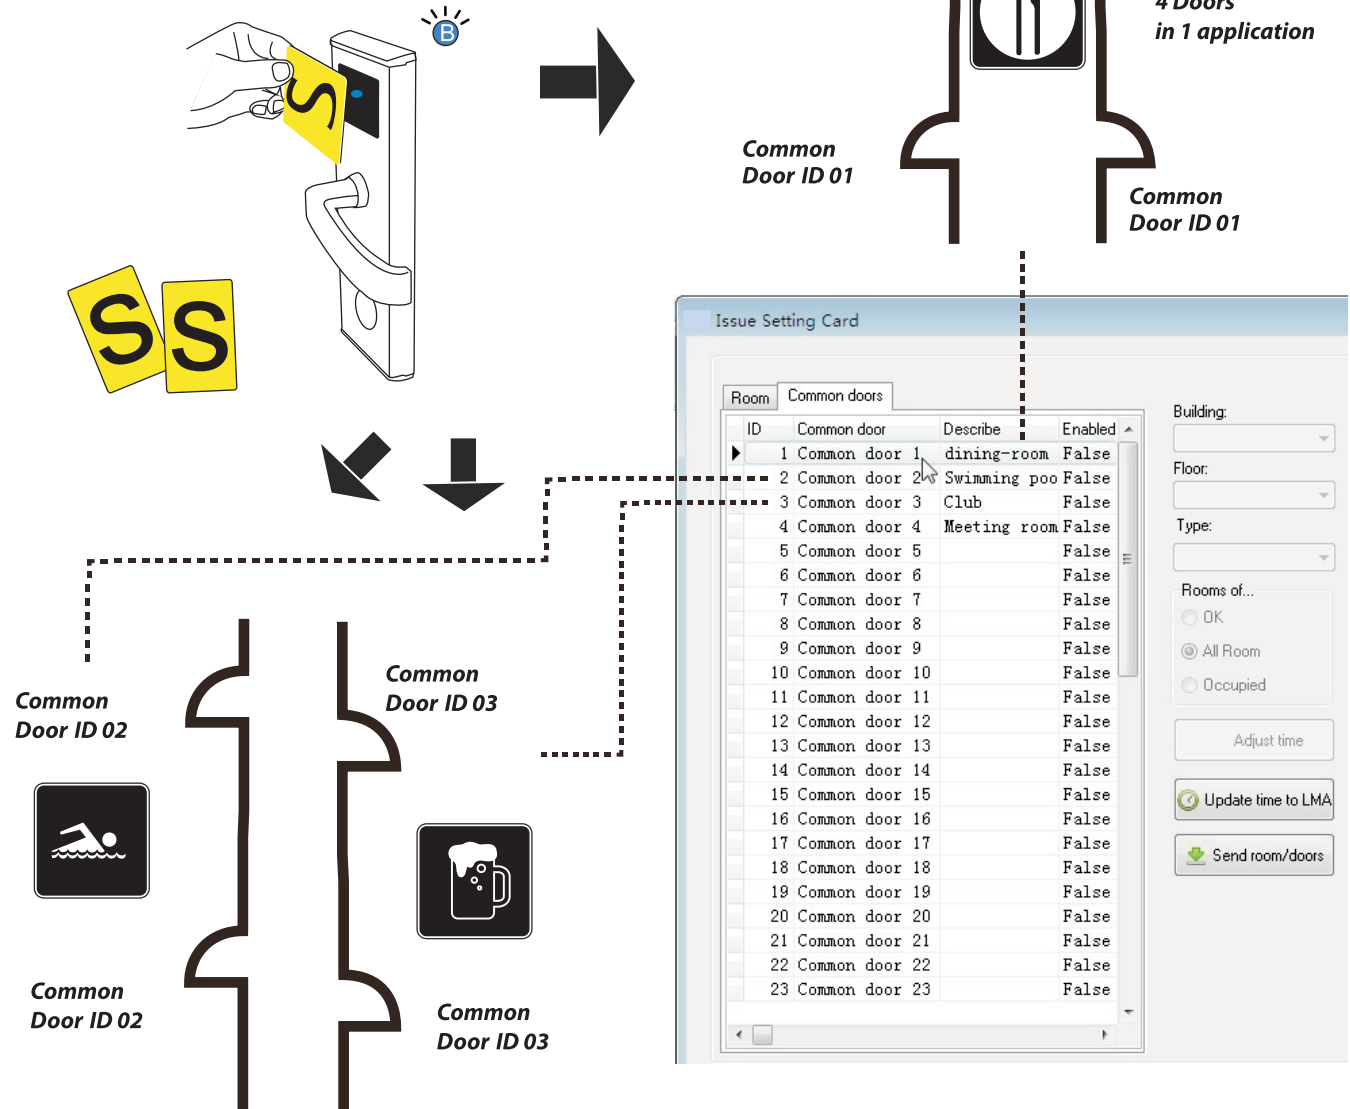 4 Doors
in 1 application
B
S
Common
Door ID 01
Common
Door ID 01
S
S
Issue Setting Card
Room
Common doors
ID Common door Describe Enabled
1 Common door 1 dining-room False
2 Common door 2 Swimming poo False
3 Common door 3 Club False
4 Common door 4 Meeting room False
5 Common door 5 False
6 Common door 6 False
7 Common door 7 False
8 Common door 8 False
9 Common door 9 False
10 Common door 10 False
11 Common door 11 False
12 Common door 12 False
13 Common door 13 False
14 Common door 14 False
15 Common door 15 False
16 Common door 16 False
17 Common door 17 False
18 Common door 18 False
19 Common door 19 False
20 Common door 20 False
21 Common door 21 False
22 Common door 22 False
23 Common door 23 False
Building:
Floor:
Type:
Rooms of...
OK
All Room
Occupied
Adjust time
Update time to LMA
Send room/doors
Common
Door ID 02
Common
Door ID 03
Common
Door ID 02
Common
Door ID 03